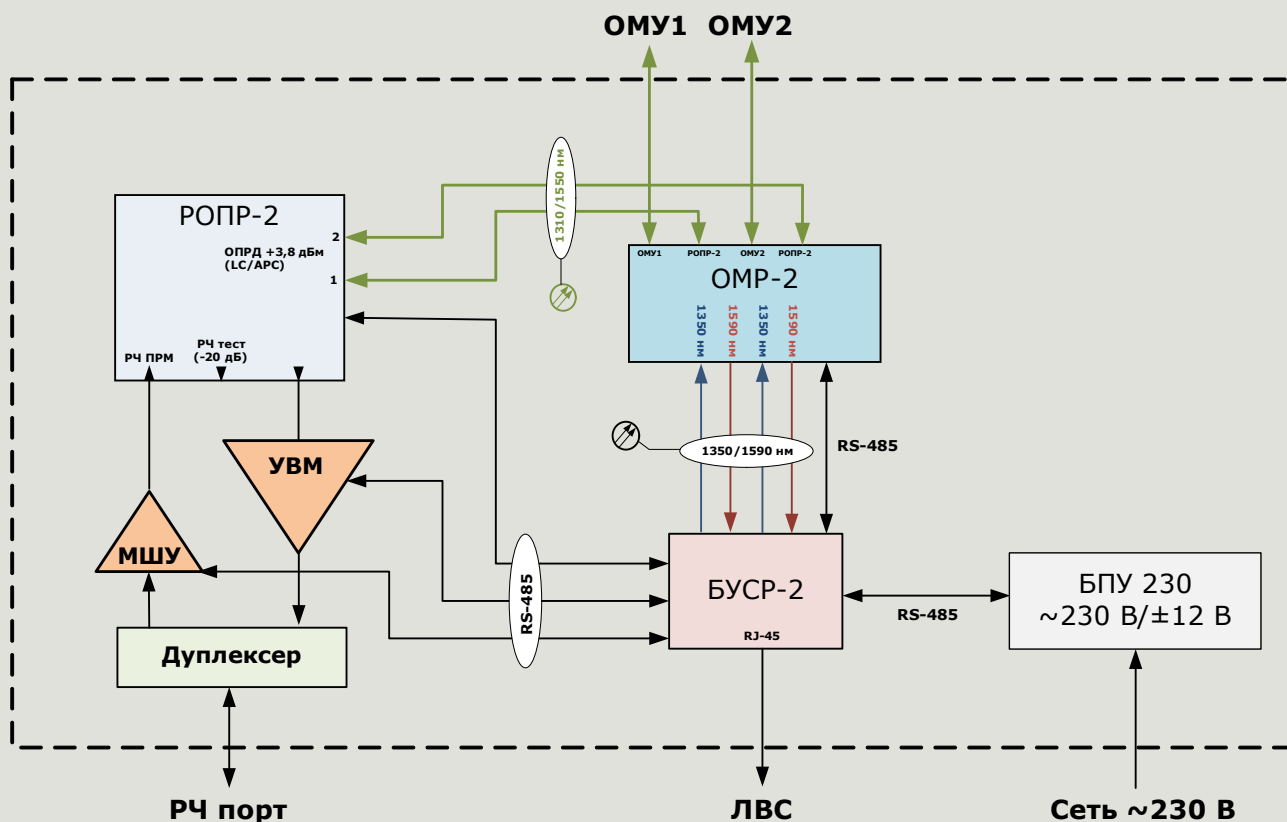 ОМУ1 ОМУ2
1310/1550 нм
РОПР-2
2
ОПРД +3,8 дБм
(LC/APC)
1
РЧ ПРМ
РЧ тест
(-20 дБ)
ОМУ1 РОПР-2 ОМУ2 РОПР-2
ОМР-2
1350 нм
1590 нм
1350 нм
1590 нм
УВМ
1350/1590 нм
RS-485
МШУ
RS-485
БУСР-2
RJ-45
RS-485
БПУ 230
~230 В/±12 В
Дуплексер
РЧ порт
ЛВС
Сеть ~230 В